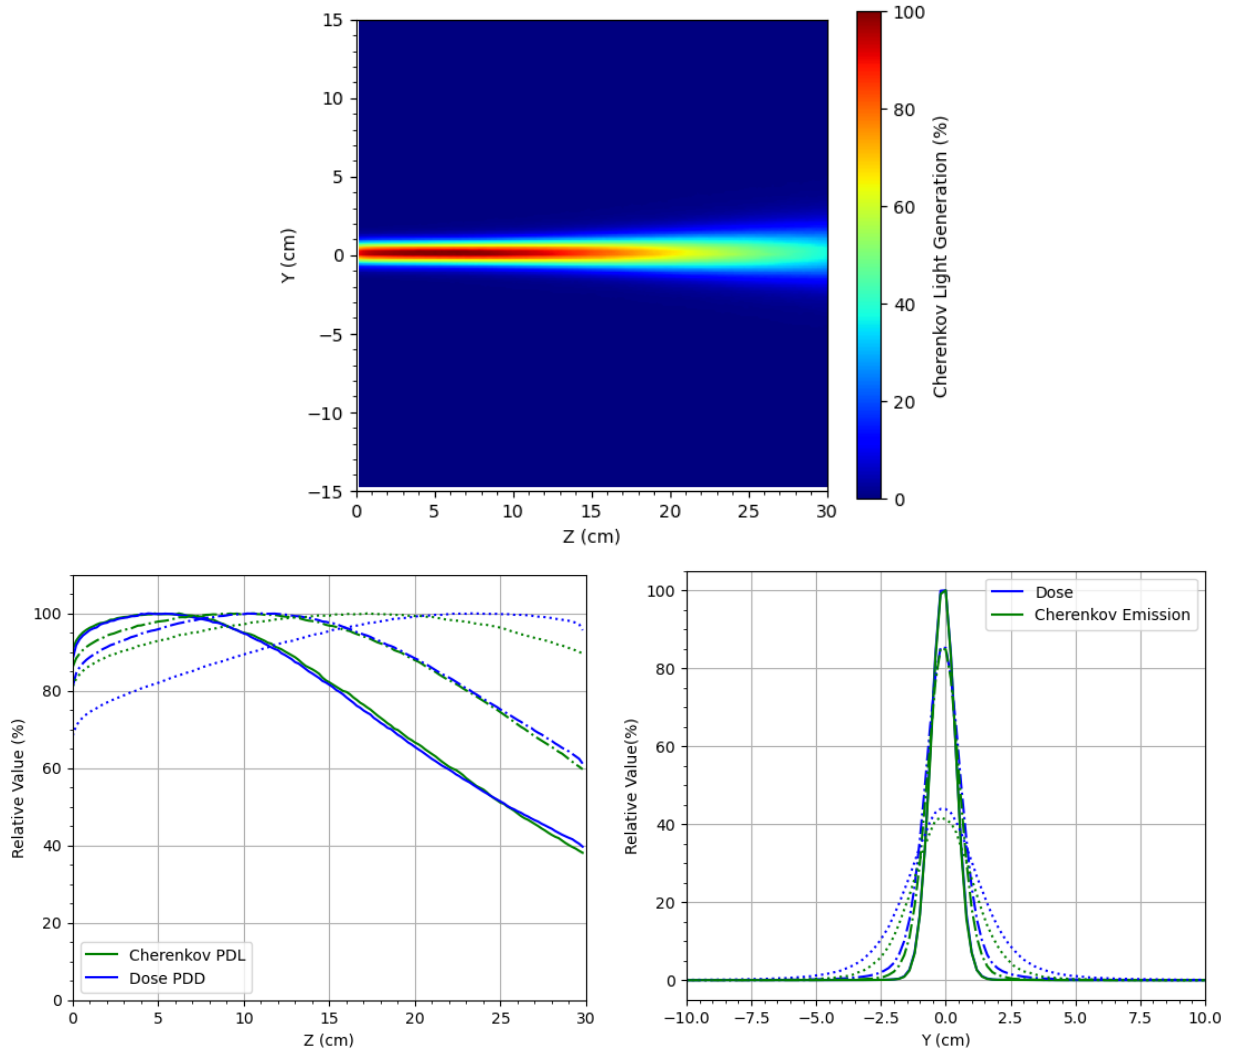 15
10
5
0
−5
−10
−15
Y (cm)
0 5 10 15 20 25 30
Z (cm)
100
80
60
40
20
0
Cherenkov Light Generation (%)
100
80
60
40
20
0
Relative Value (%)
Cherenkov PDL
Dose PDD
0 5 10 15 20 25 30
Z (cm)
100
80
60
40
20
0
Relative Value(%)
Dose
Cherenkov Emission
−10.0 −7.5 −5.0 −2.5 0.0 2.5 5.0 7.5 10.0
Y (cm)